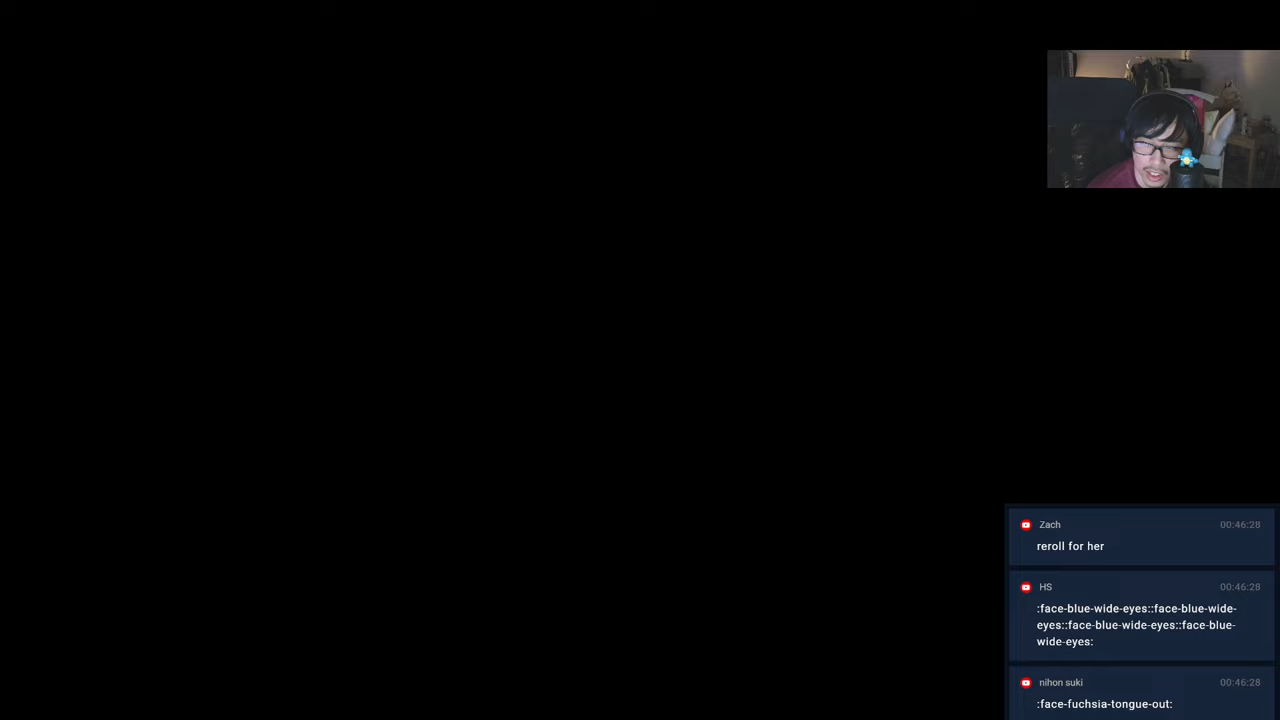 Zach 00:46:28
reroll for her
HS 00:46:28
:face-blue-wide-eyes::face-blue-wide-
eyes::face-blue-wide-eyes::face-blue-
wide-eyes:
nihon suki 00:46:28
:face-fuchsia-tongue-out: